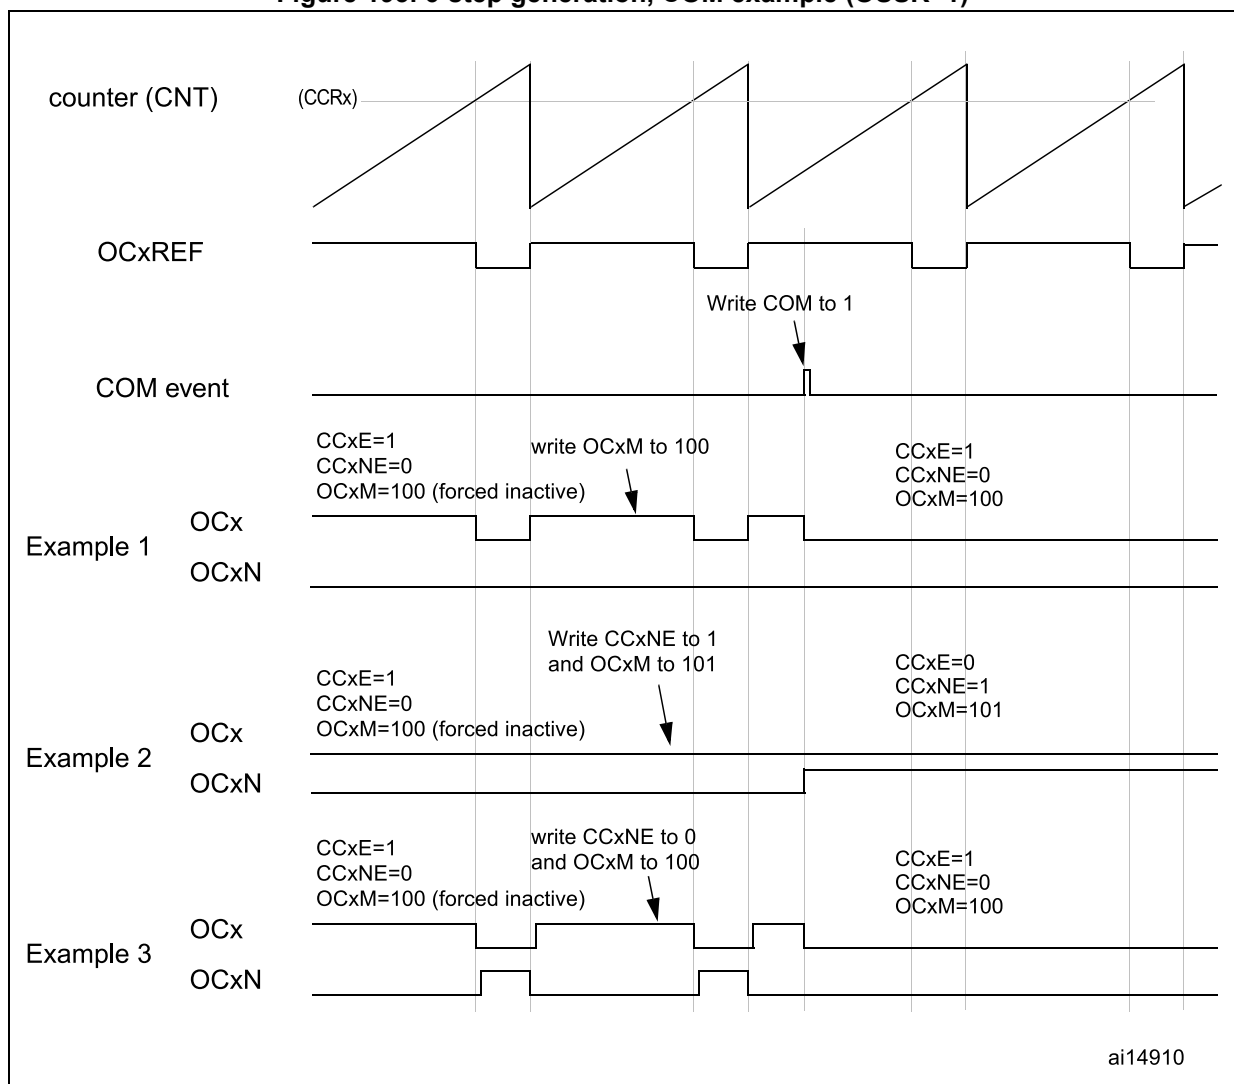 counter (CNT)
(CCRx)
OCxREF
Write COM to 1
COM event
CCxE=1
CCxNE=0
OCxM=100 (forced inactive)
write OCxM to 100
CCxE=1
CCxNE=0
OCxM=100
Example 1
OCx
OCxN
Write CCxNE to 1
and OCxM to 101
CCxE=1
CCxNE=0
OCxM=100 (forced inactive)
CCxE=0
CCxNE=1
OCxM=101
Example 2
OCx
OCxN
write CCxNE to 0
and OCxM to 100
CCxE=1
CCxNE=0
OCxM=100 (forced inactive)
CCxE=1
CCxNE=0
OCxM=100
Example 3
OCx
OCxN
ai14910